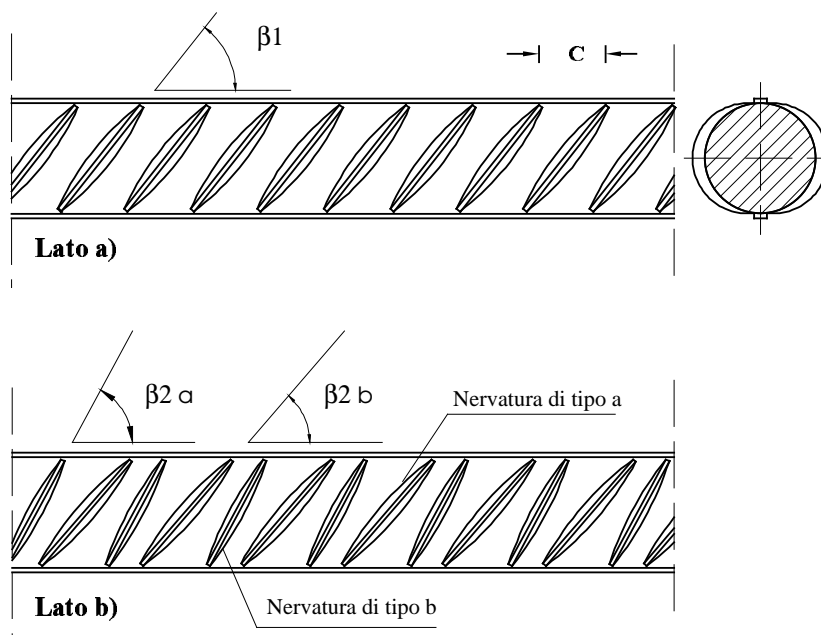 β1
C
Lato a)
β2 a
β2 b
Nervatura di tipo a
Lato b)
Nervatura di tipo b